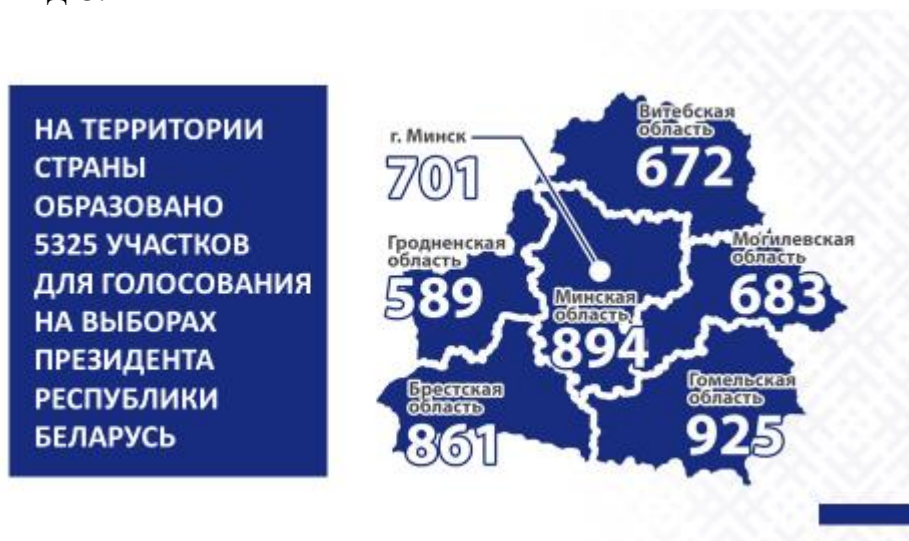 НА ТЕРРИТОРИИ
СТРАНЫ
ОБРАЗОВАНО
5325 УЧАСТКОВ
ДЛЯ ГОЛОСОВАНИЯ
НА ВЫБОРАХ
ПРЕЗИДЕНТА
РЕСПУБЛИКИ
БЕЛАРУСЬ
г. Минск
701
Витебская
область
672
Гродненская
область
589
Могилевская
область
683
Минская
область
894
Брестская
область
861
Гомельская
область
925